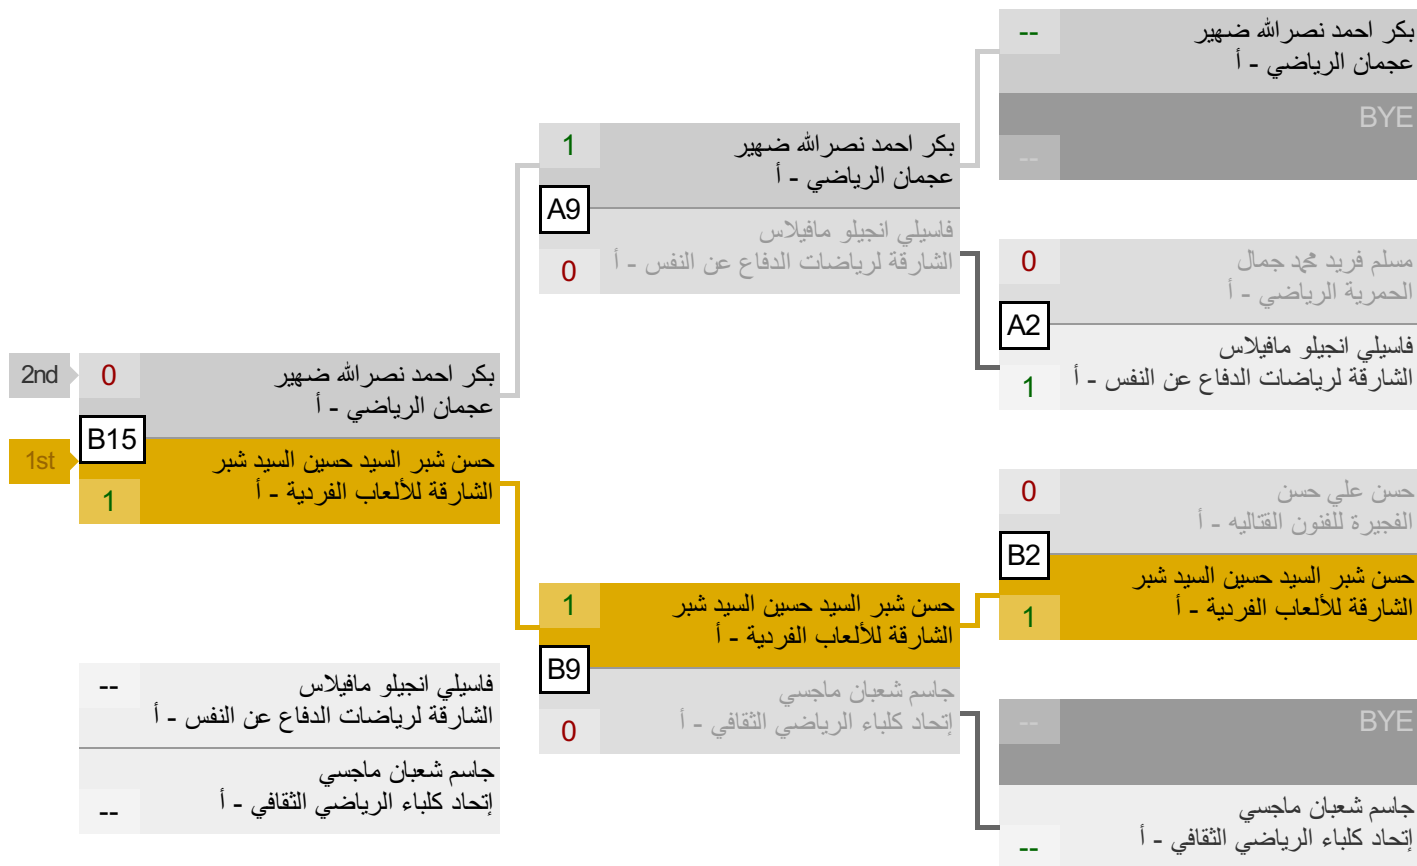 بكر احمد نصرالله ضهير
عجمان الرياضي - أ
--
BYE
--
مسلم فريد محمد جمال
الحمرية الرياضي - أ
0
A2
فاسيلي انجيلو مافيلاس
الشارقة لرياضات الدفاع عن النفس - أ
1
حسن علي حسن
الفجيرة للفنون القتاليه - أ
0
B2
حسن شبر السيد حسين السيد شبر
الشارقة للألعاب الفردية - أ
1
BYE
--
جاسم شعبان ماجسي
إتحاد كلباء الرياضي الثقافي - أ
--
بكر احمد نصرالله ضهير
عجمان الرياضي - أ
1
A9
فاسيلي انجيلو مافيلاس
الشارقة لرياضات الدفاع عن النفس - أ
0
حسن شبر السيد حسين السيد شبر
الشارقة للألعاب الفردية - أ
1
B9
جاسم شعبان ماجسي
إتحاد كلباء الرياضي الثقافي - أ
0
بكر احمد نصرالله ضهير
عجمان الرياضي - أ
0
2nd
B15
حسن شبر السيد حسين السيد شبر
الشارقة للألعاب الفردية - أ
1
1st
فاسيلي انجيلو مافيلاس
الشارقة لرياضات الدفاع عن النفس - أ
--
جاسم شعبان ماجسي
إتحاد كلباء الرياضي الثقافي - أ
--